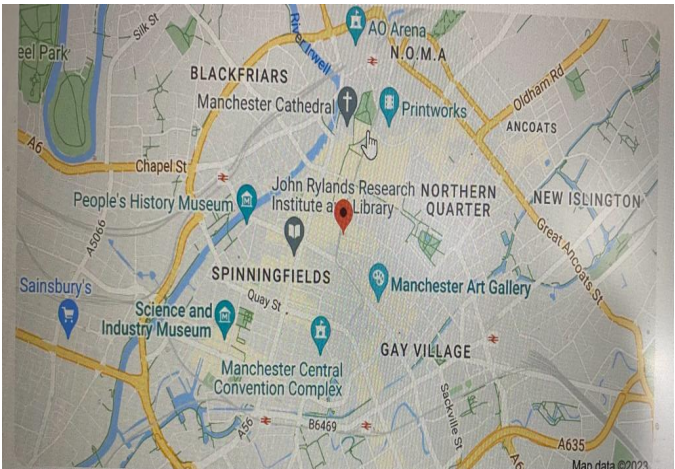 Silk St
River Irwell
AO Arena
eel Park
N.O.M.A
BLACKFRIARS
Oldham Rd
Manchester Cathedral
Printworks
ANCOATS
A6
Chapel St
People's History Museum
John Rylands Research
Institute a Library
NORTHERN
QUARTER
NEW ISLINGTON
A5066
Great Ancoats St
SPINNINGFIELDS
Sainsbury's
Manchester Art Gallery
Quay St
Science and
Industry Museum
GAY VILLAGE
Manchester Central
Convention Complex
Sackville St
A56
B6469
A635
A6
Map data ©2023